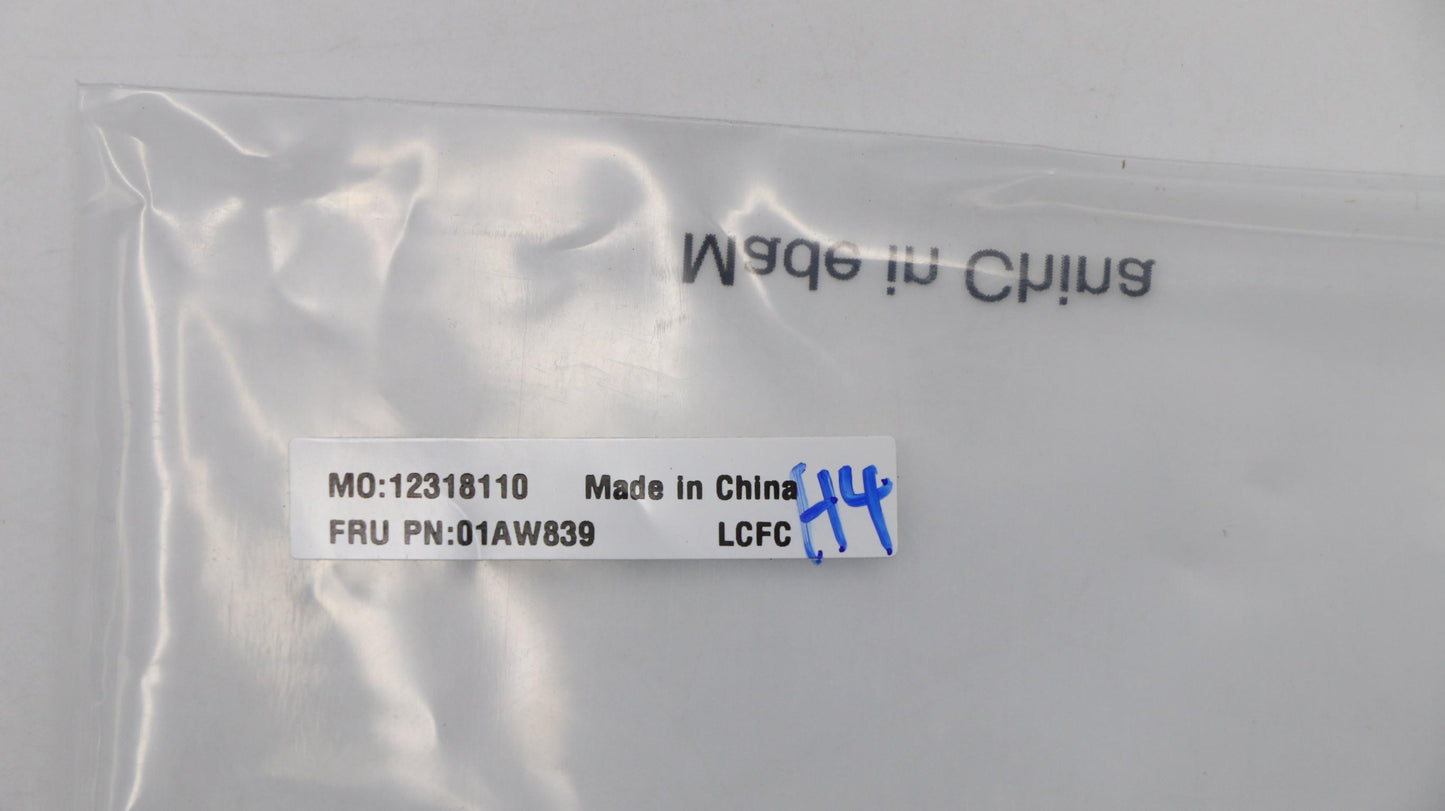 Made in China
MO:12318110 Made in China
FRU PN:01AW839 LCFC
H4